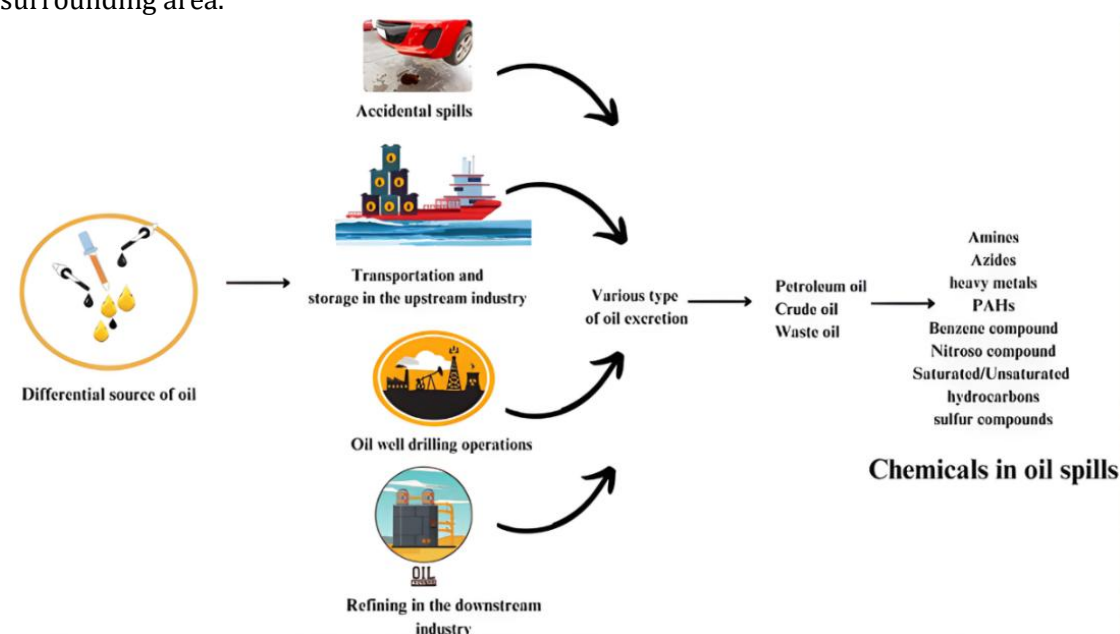 surrounding area.
Accidental spills
Transportation and
storage in the upstream industry
Differential source of oil
Various type
of oil excretion
Petroleum oil
Crude oil
Waste oil
Amines
Azides
heavy metals
PAHs
Benzene compound
Nitroso compound
Saturated/Unsaturated
hydrocarbons
sulfur compounds
Oil well drilling operations
Chemicals in oil spills
OIL
Refining in the downstream
industry